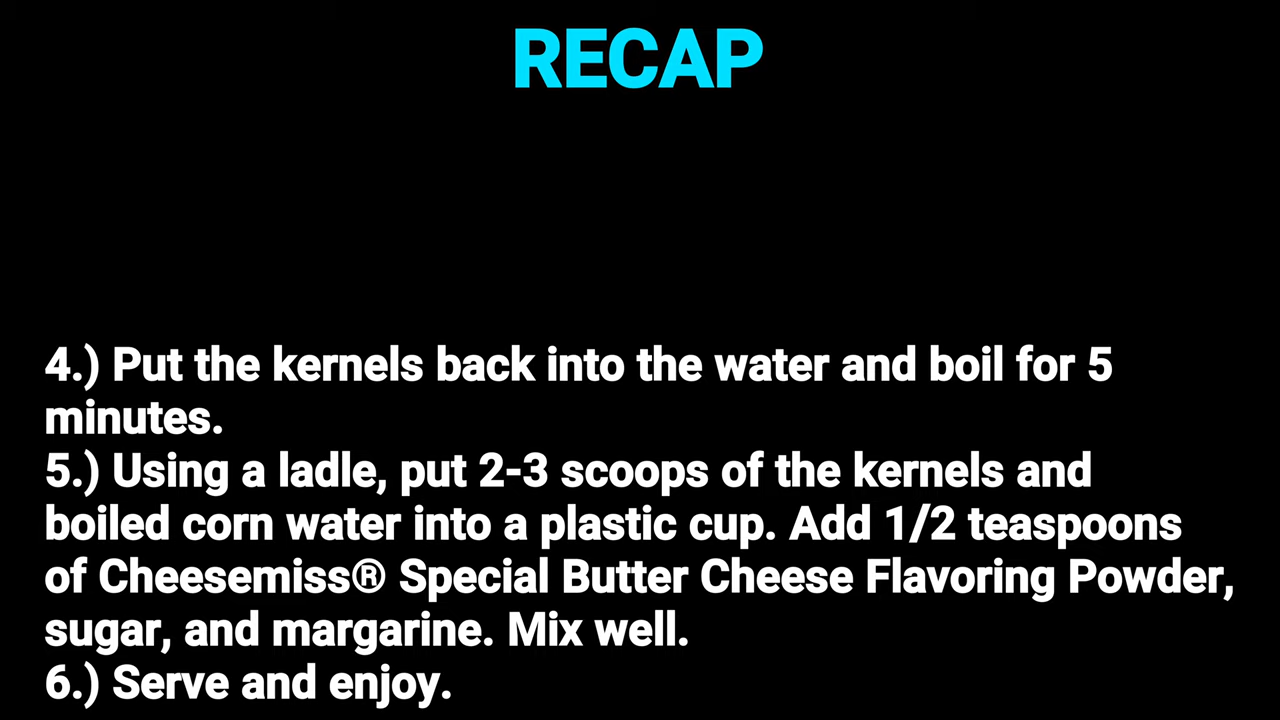 RECAP
4.) Put the kernels back into the water and boil for 5
minutes.
5.) Using a ladle, put 2-3 scoops of the kernels and
boiled corn water into a plastic cup. Add 1/2 teaspoons
of Cheesemiss® Special Butter Cheese Flavoring Powder,
sugar, and margarine. Mix well.
6.) Serve and enjoy.